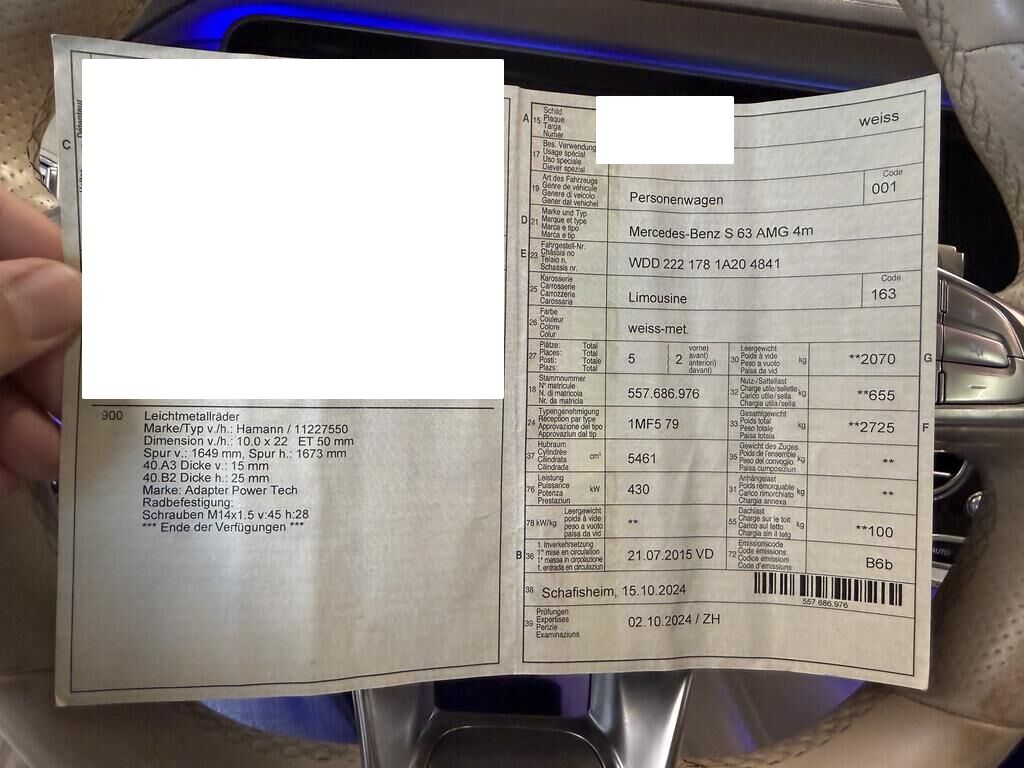 C
Détenteur
900 Leichtmetallräder
Marke/Typ v./h.: Hamann / 11227550
Dimension v./h.: 10.0 x 22 ET 50 mm
Spur v.: 1649 mm, Spur h.: 1673 mm
40.A3 Dicke v.: 15 mm
40.B2 Dicke h.: 25 mm
Marke: Adapter Power Tech
Radbefestigung:
Schrauben M14x1.5 v:45 h:28
*** Ende der Verfügungen ***
A 15 Schild
Plaque
Targa
Numer
weiss
17 Bes. Verwendung
Usage spécial
Uso speciale
Diever spezial
19 Art des Fahrzeugs
Genre de véhicule
Genere di veicolo
Gener dal vehichel
Personenwagen
Code
001
D 21 Marke und Typ
Marque et type
Marca e tipo
Marca e tip
Mercedes-Benz S 63 AMG 4m
E 23 Fahrgestell-Nr.
Châssis no
Telaio n.
Schassis nr.
WDD 222 178 1A20 4841
25 Karosserie
Carrosserie
Carrozzeria
Carossaria
Limousine
Code
163
26 Farbe
Couleur
Colore
Colur
weiss-met.
27 Plätze: Total
Places: Total
Posti: Totale
Plazs: Total
5 2 vorne)
avant)
anteriori)
davant)
30 Leergewicht
Poids à vide
Peso a vuoto
Paisa da vid
kg
**2070
G
18 Stammnummer
N° matricule
N. di matricola
Nr. da matricla
557.686.976
32 Nutz-/Sattellast
Charge utile/sellette
Carico utile/sella
Chargia utila/sella
kg
**655
24 Typengenehmigung
Réception par type
Approvazione del tipo
Approvaziun dal tip
1MF5 79
33 Gesamtgewicht
Poids total
Peso totale
Paisa totala
kg
**2725
F
37 Hubraum
Cylindrée
Cilindrata
Cilindrada
cm³
5461
35 Gewicht des Zuges
Poids de l'ensemble
Peso del convoglio
Paisa cumposiziun
kg
**
76 Leistung
Puissance
Potenza
Prestaziun
kW
430
31 Anhängelast
Poids remorquable
Carico rimorchiato
Chargia annexa
kg
**
78 kW/kg Leergewicht
poids à vide
peso a vuoto
paisa da vid
**
55 Dachlast
Charge sur le toit
Carico sul tetto
Chargia sin il tetg
kg
**100
B 36 1. Inverkehrsetzung
1re mise en circulation
1a messa in circolazione
1. entrada en circulaziun
21.07.2015 VD
72 Emissionscode
Code émissions
Codice emissioni
Code d'emissiuns
B6b
38 Schafisheim, 15.10.2024
557 686.976
39 Prüfungen
Expertises
Perizie
Examinaziuns
02.10.2024 / ZH
AUTO